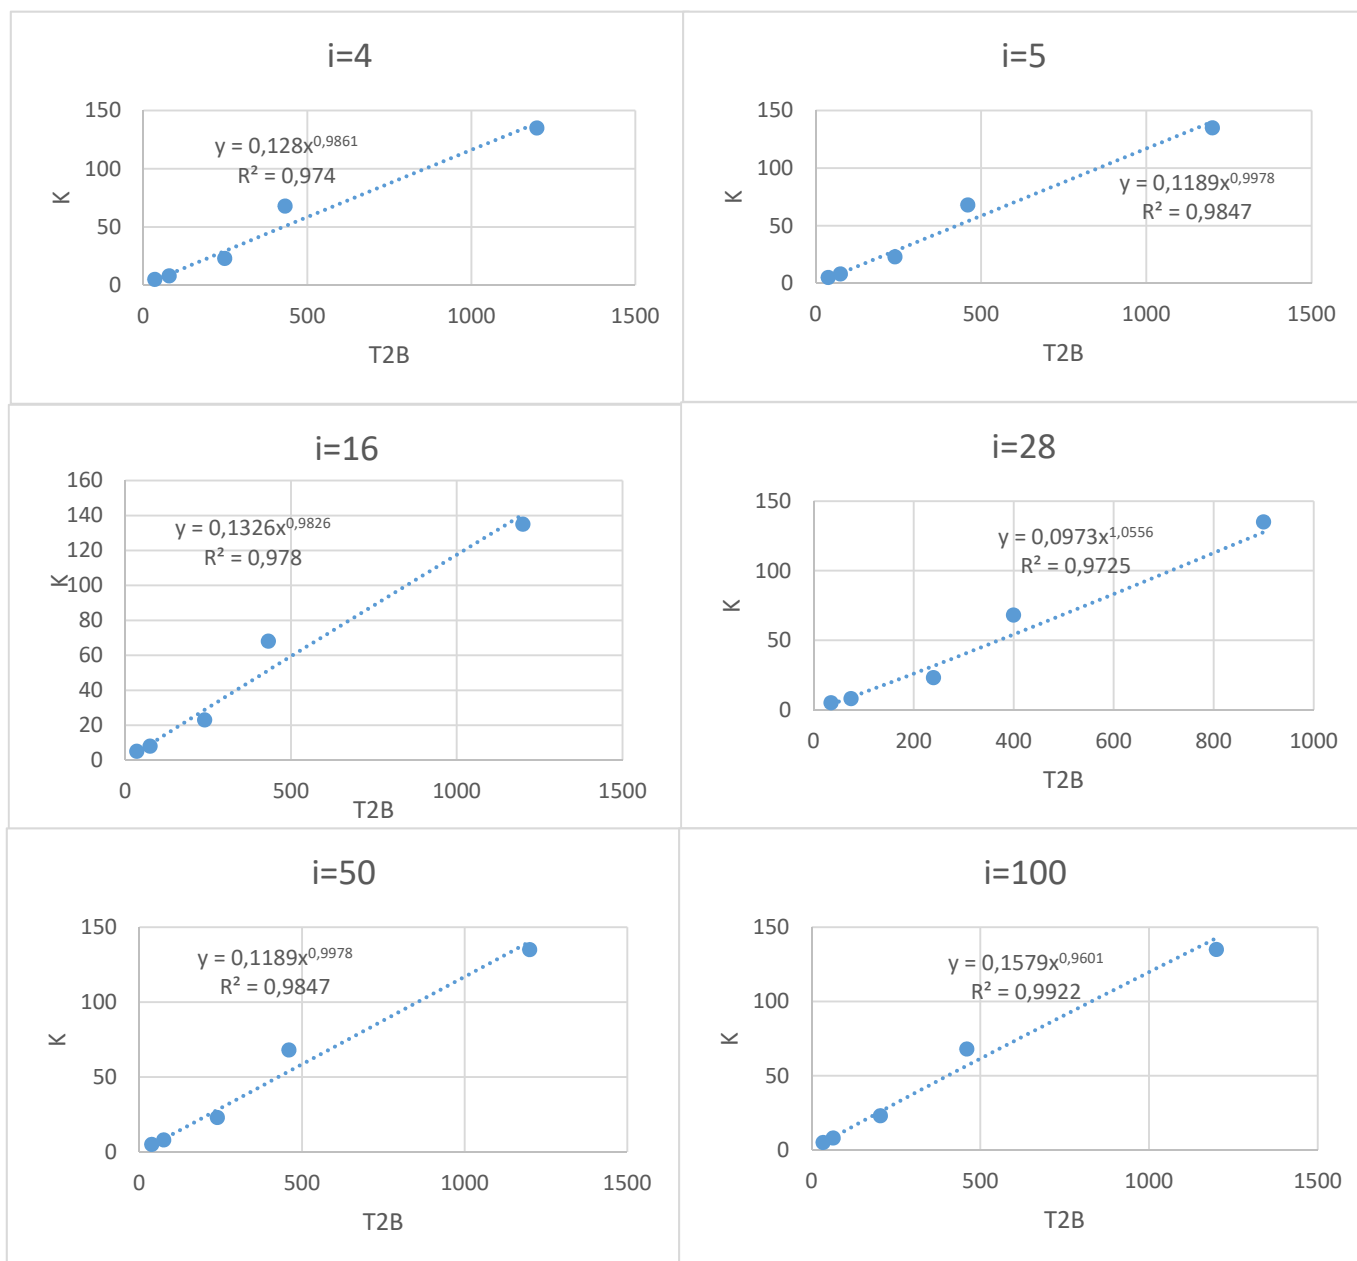 i=4
150
100
50
0
y = 0,128x^0,9861
R² = 0,974
K
0 500 1000 1500
T2B
i=5
150
100
50
0
y = 0,1189x^0,9978
R² = 0,9847
K
0 500 1000 1500
T2B
i=16
160
140
120
100
80
60
40
20
0
y = 0,1326x^0,9826
R² = 0,978
K
0 500 1000 1500
T2B
i=28
150
100
50
0
y = 0,0973x^1,0556
R² = 0,9725
K
0 200 400 600 800 1000
T2B
i=50
150
100
50
0
y = 0,1189x^0,9978
R² = 0,9847
K
0 500 1000 1500
T2B
i=100
150
100
50
0
y = 0,1579x^0,9601
R² = 0,9922
K
0 500 1000 1500
T2B